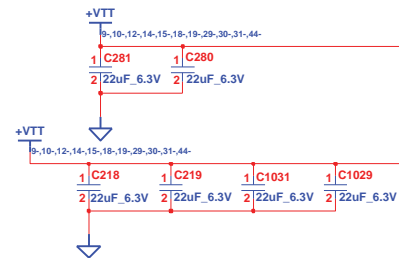 +VTT
9-,10-,12-,14-,15-,18-,19-,29-,30-,31-,44-
1 C281 1 C280
2 22uF_6.3V 2 22uF_6.3V
+VTT
9-,10-,12-,14-,15-,18-,19-,29-,30-,31-,44-
1 C218 1 C219 1 C1031 1 C1029
2 22uF_6.3V 2 22uF_6.3V 2 22uF_6.3V 2 22uF_6.3V